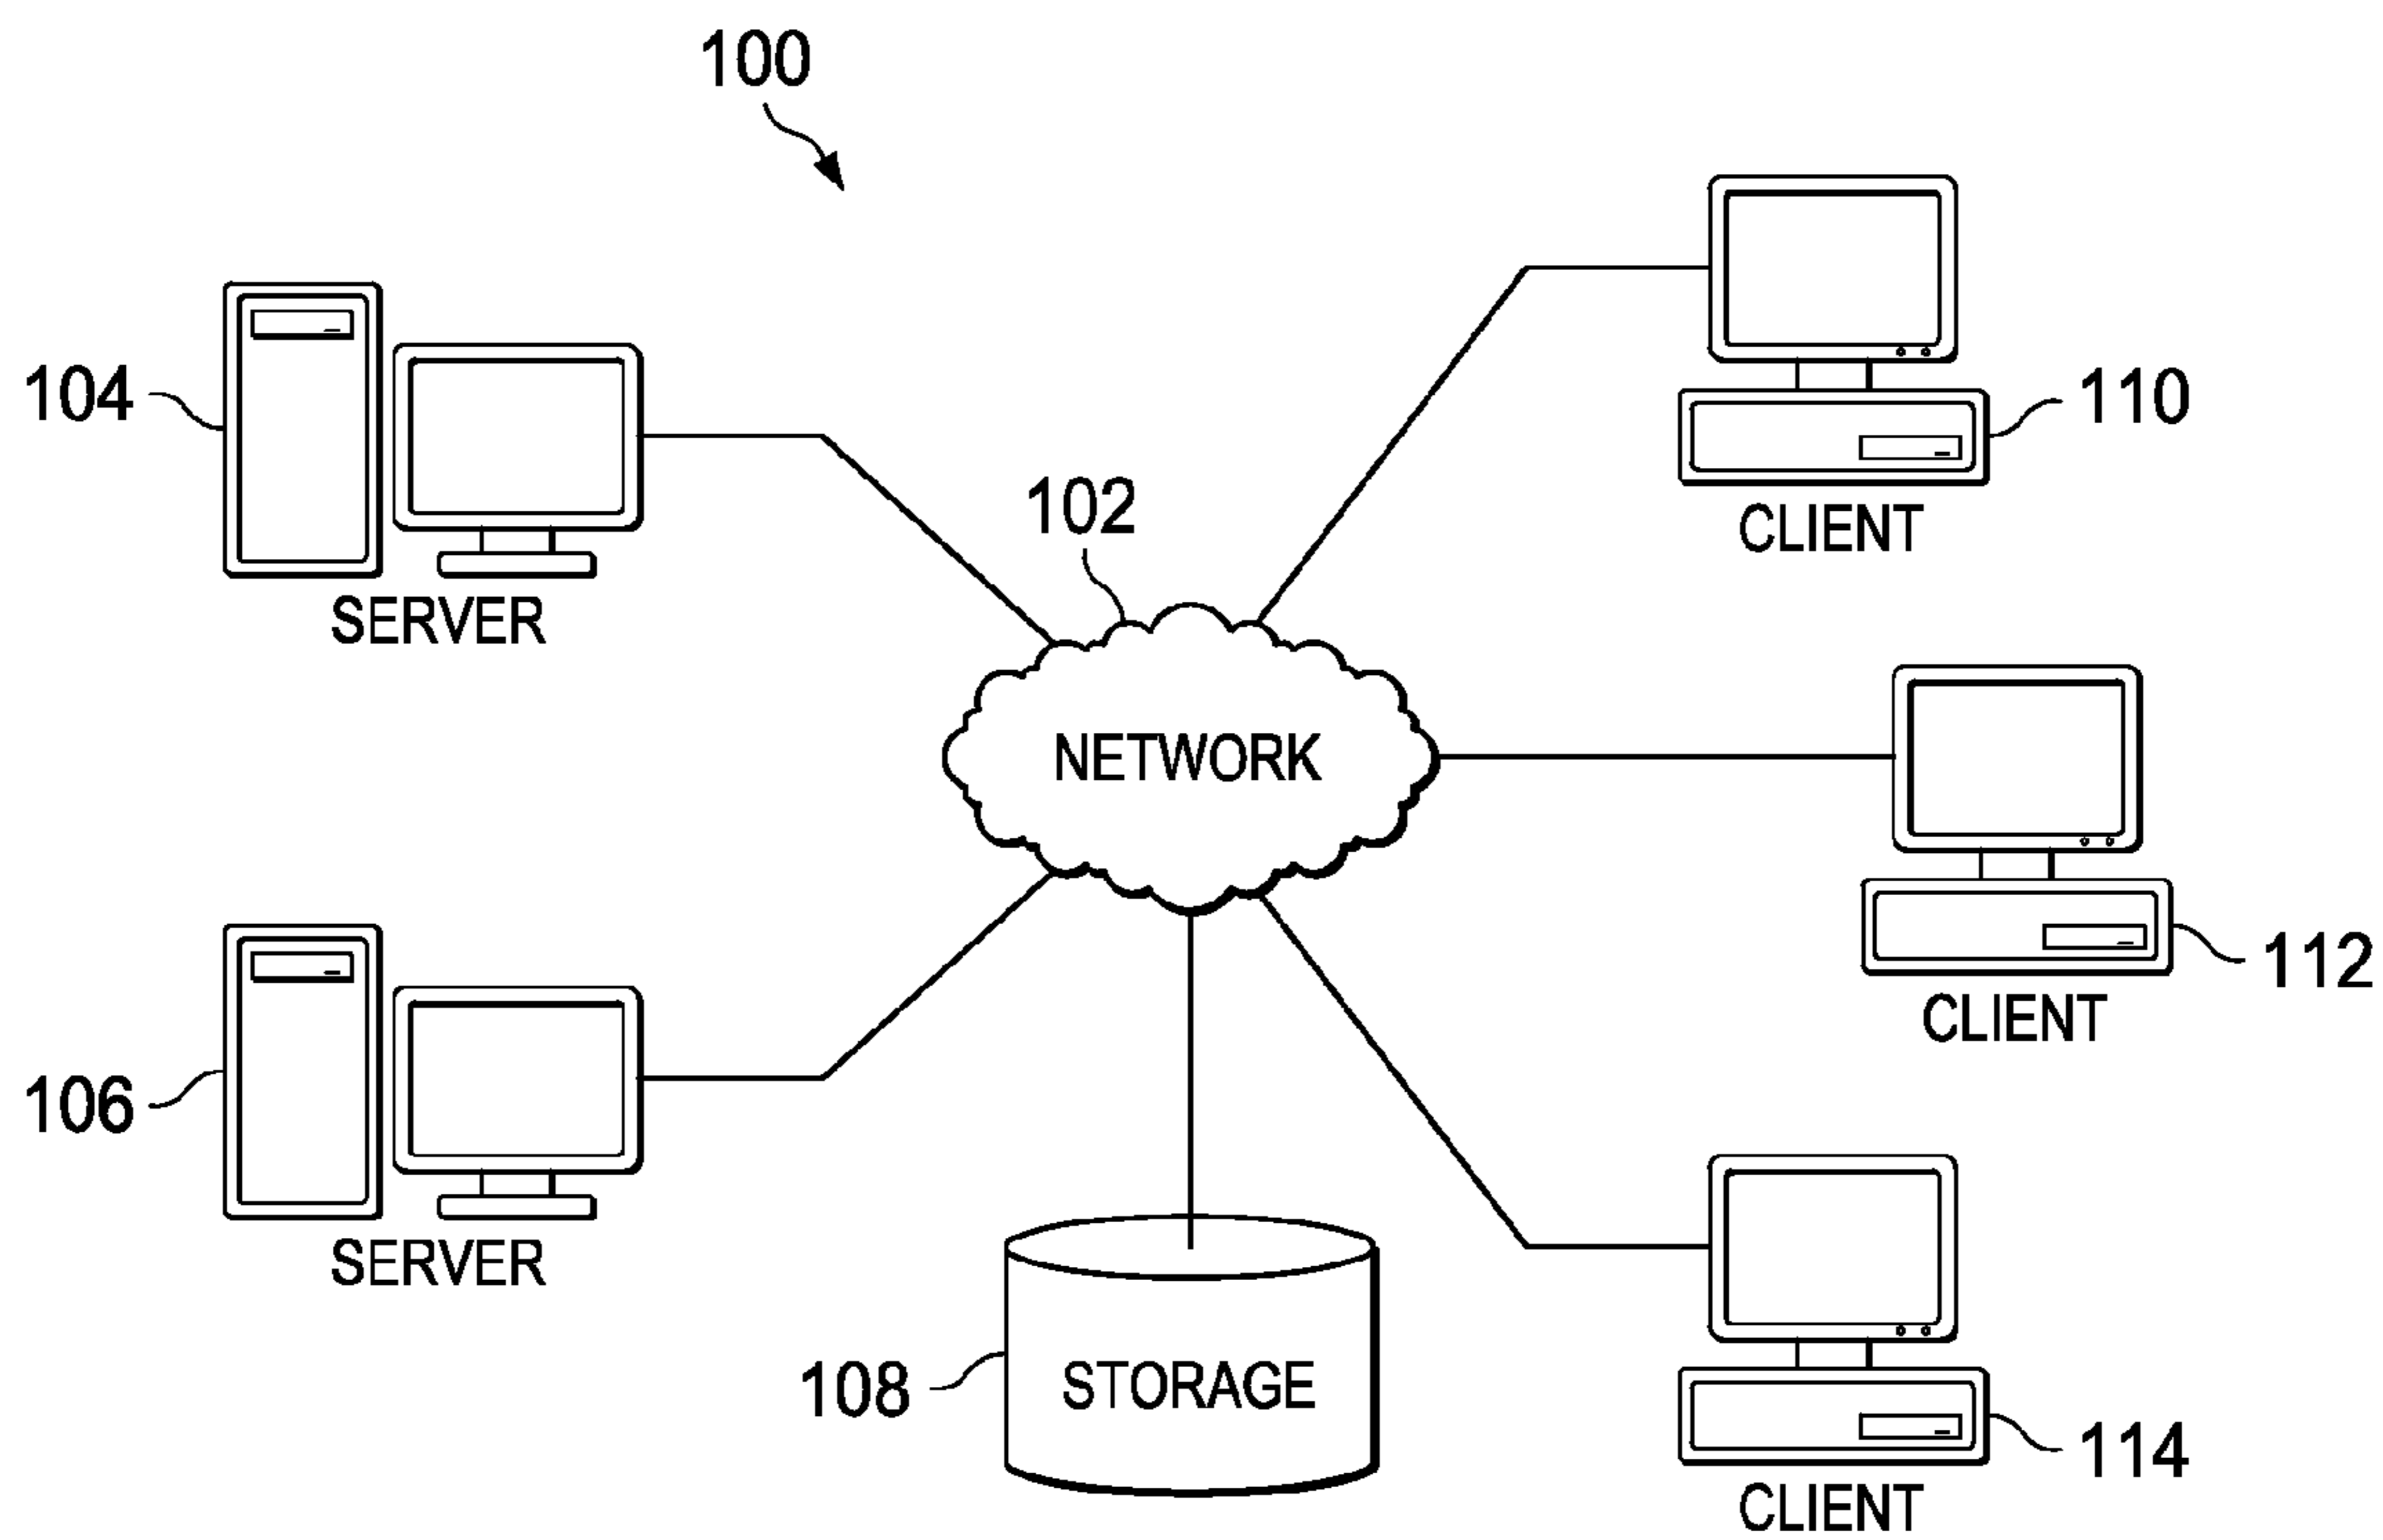 100
104
SERVER
110
CLIENT
102
NETWORK
112
CLIENT
106
SERVER
108
STORAGE
114
CLIENT